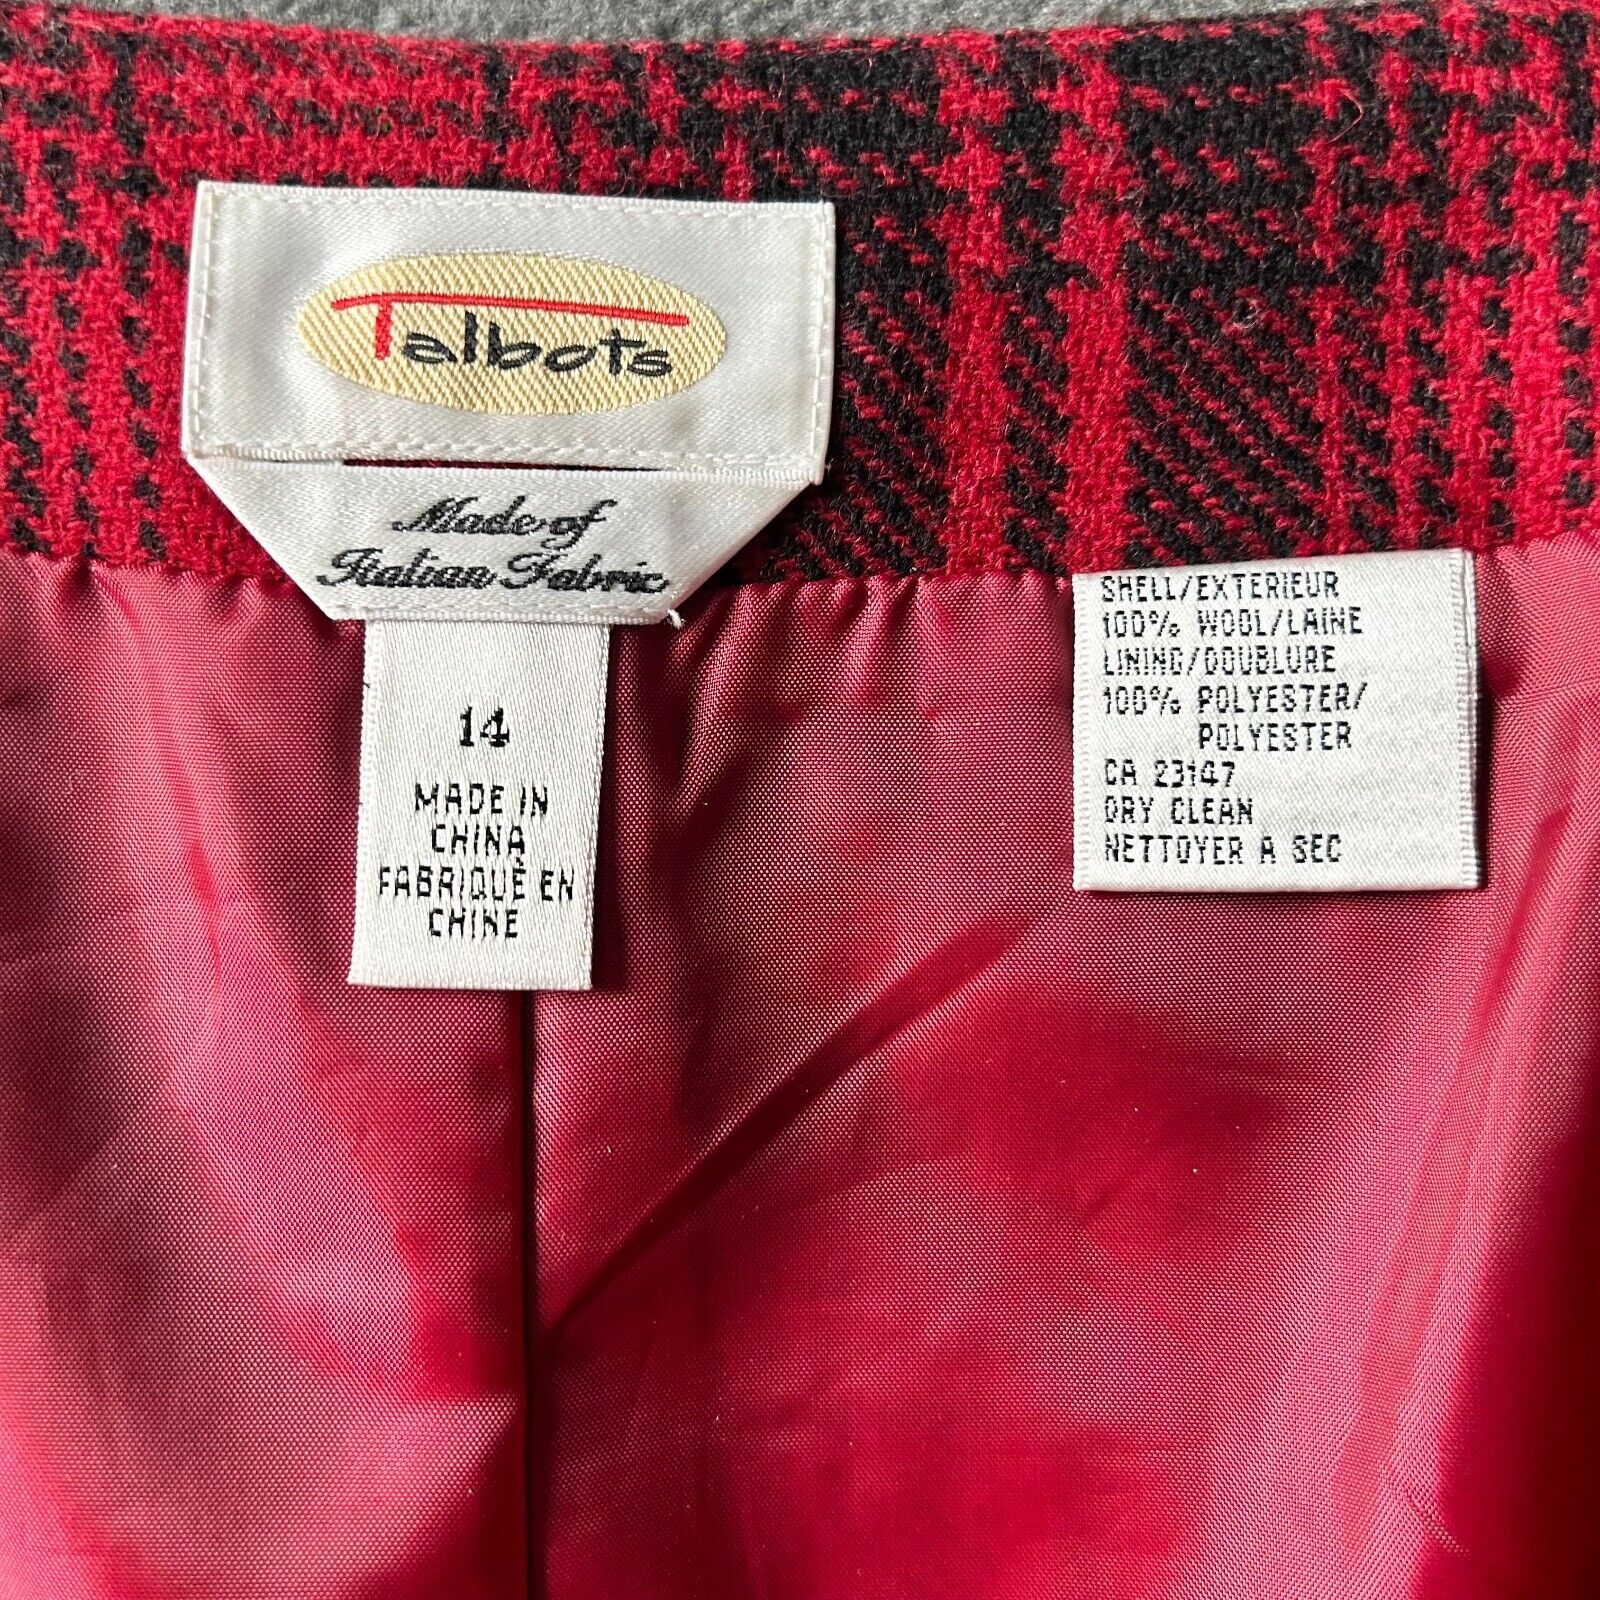 Talbots
Made of
Italian Fabric
14
MADE IN
CHINA
FABRIQUÈ EN
CHINE
SHELL/EXTERIEUR
100% WOOL/LAINE
LINING/DOUBLURE
100% POLYESTER/
POLYESTER
CA 23147
DRY CLEAN
NETTOYER A SEC